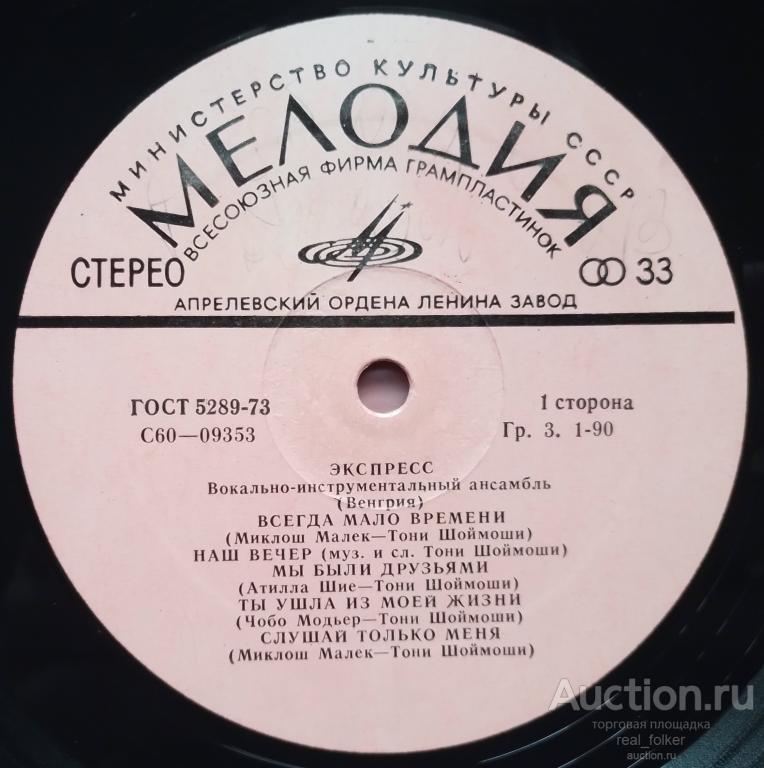 МИНИСТЕРСТВО КУЛЬТУРЫ СССР
МЕЛОДИЯ
ВСЕСОЮЗНАЯ ФИРМА ГРАМПЛАСТИНОК
СТЕРЕО
33
АПРЕЛЕВСКИЙ ОРДЕНА ЛЕНИНА ЗАВОД
ГОСТ 5289-73
1 сторона
С60—09353
Гр. 3. 1-90
ЭКСПРЕСС
Вокально-инструментальный ансамбль
(Венгрия)
ВСЕГДА МАЛО ВРЕМЕНИ
(Миклош Малек—Тони Шоймоши)
НАШ ВЕЧЕР (муз. и сл. Тони Шоймоши)
МЫ БЫЛИ ДРУЗЬЯМИ
(Атилла Шие—Тони Шоймоши)
ТЫ УШЛА ИЗ МОЕЙ ЖИЗНИ
(Чобо Модьер—Тони Шоймоши)
СЛУШАЙ ТОЛЬКО МЕНЯ
(Миклош Малек—Тони Шоймоши)
Auction.ru
торговая площадка
real_folker
auction.ru